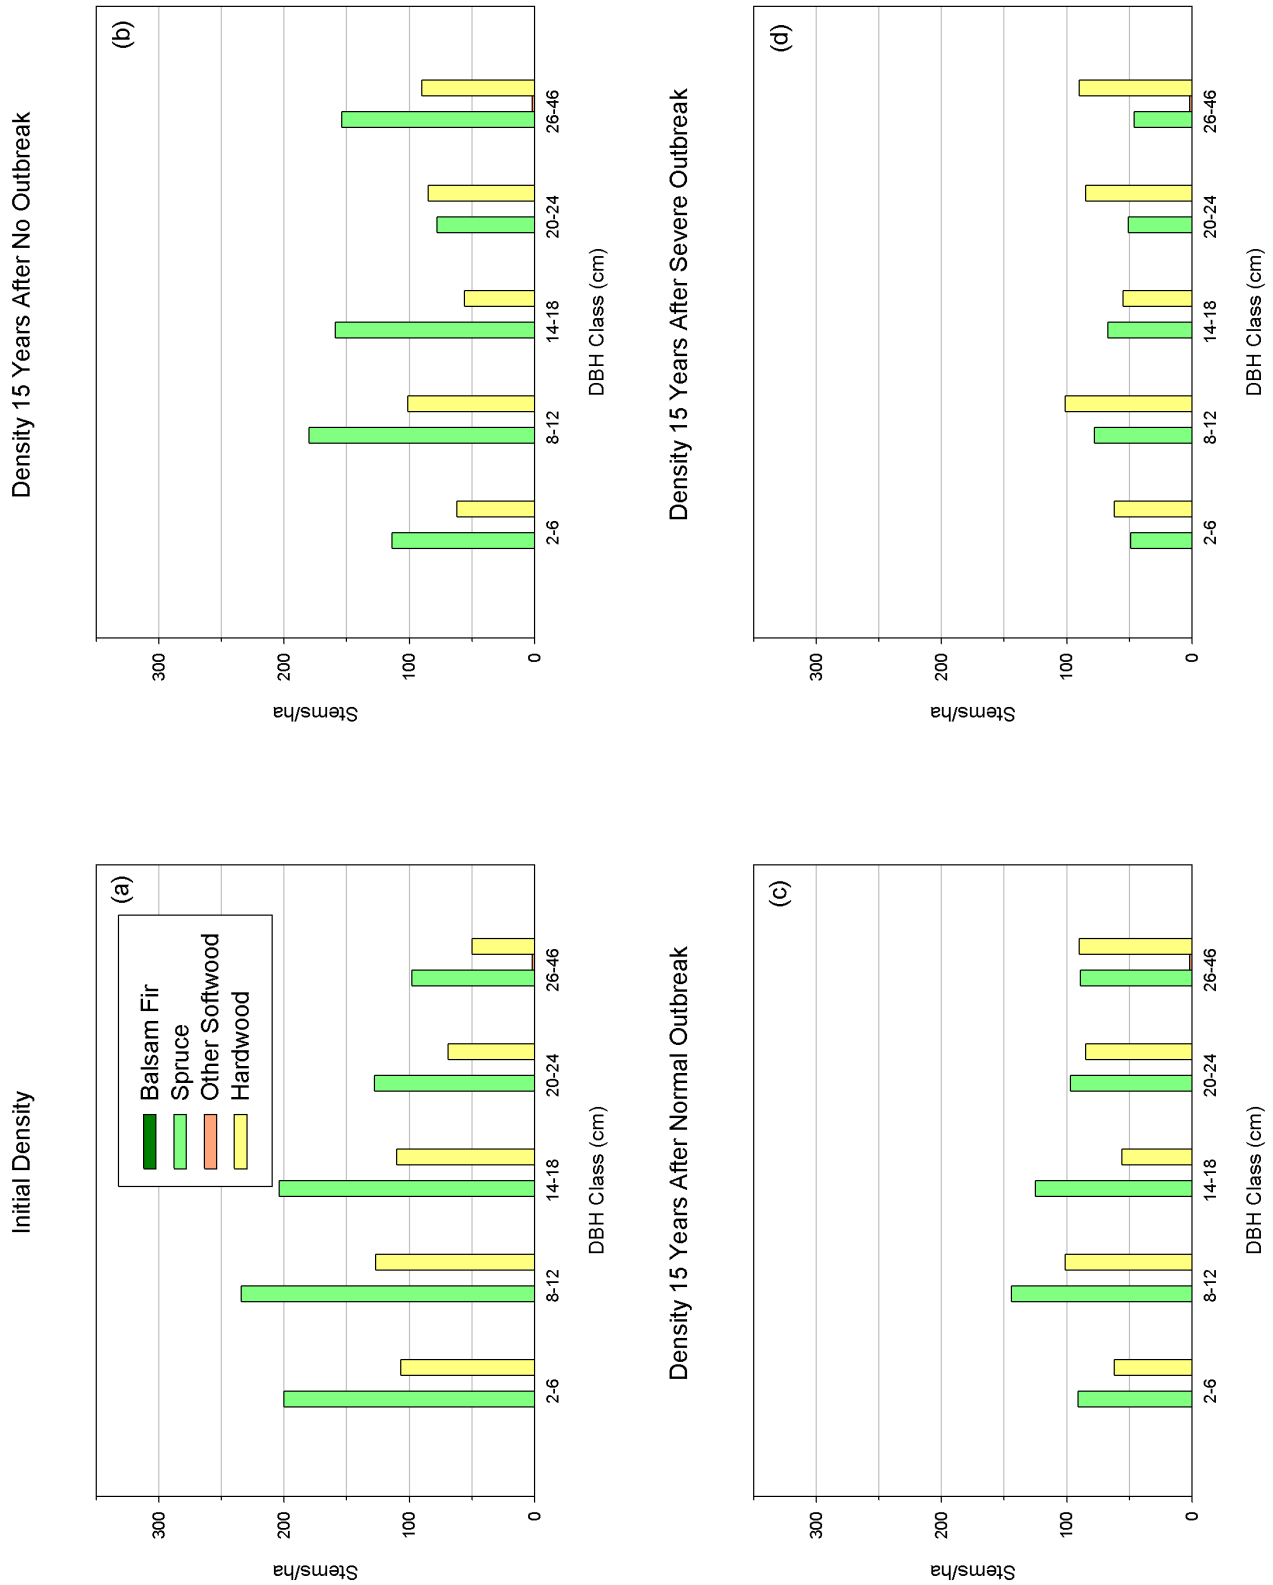 Initial Density
(a)
Balsam Fir
Spruce
Other Softwood
Hardwood
Stems/ha
300
200
100
0
2-6
8-12
14-18
20-24
26-46
DBH Class (cm)
Density 15 Years After No Outbreak
(b)
Stems/ha
300
200
100
0
2-6
8-12
14-18
20-24
26-46
DBH Class (cm)
Density 15 Years After Normal Outbreak
(c)
Stems/ha
300
200
100
0
2-6
8-12
14-18
20-24
26-46
DBH Class (cm)
Density 15 Years After Severe Outbreak
(d)
Stems/ha
300
200
100
0
2-6
8-12
14-18
20-24
26-46
DBH Class (cm)